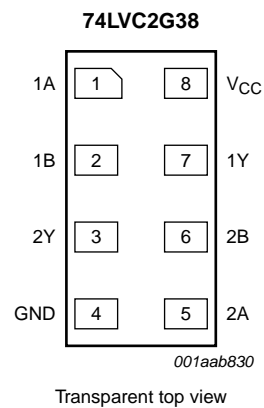 74LVC2G38
1A 1 8 VCC
1B 2 7 1Y
2Y 3 6 2B
GND 4 5 2A
001aab830
Transparent top view